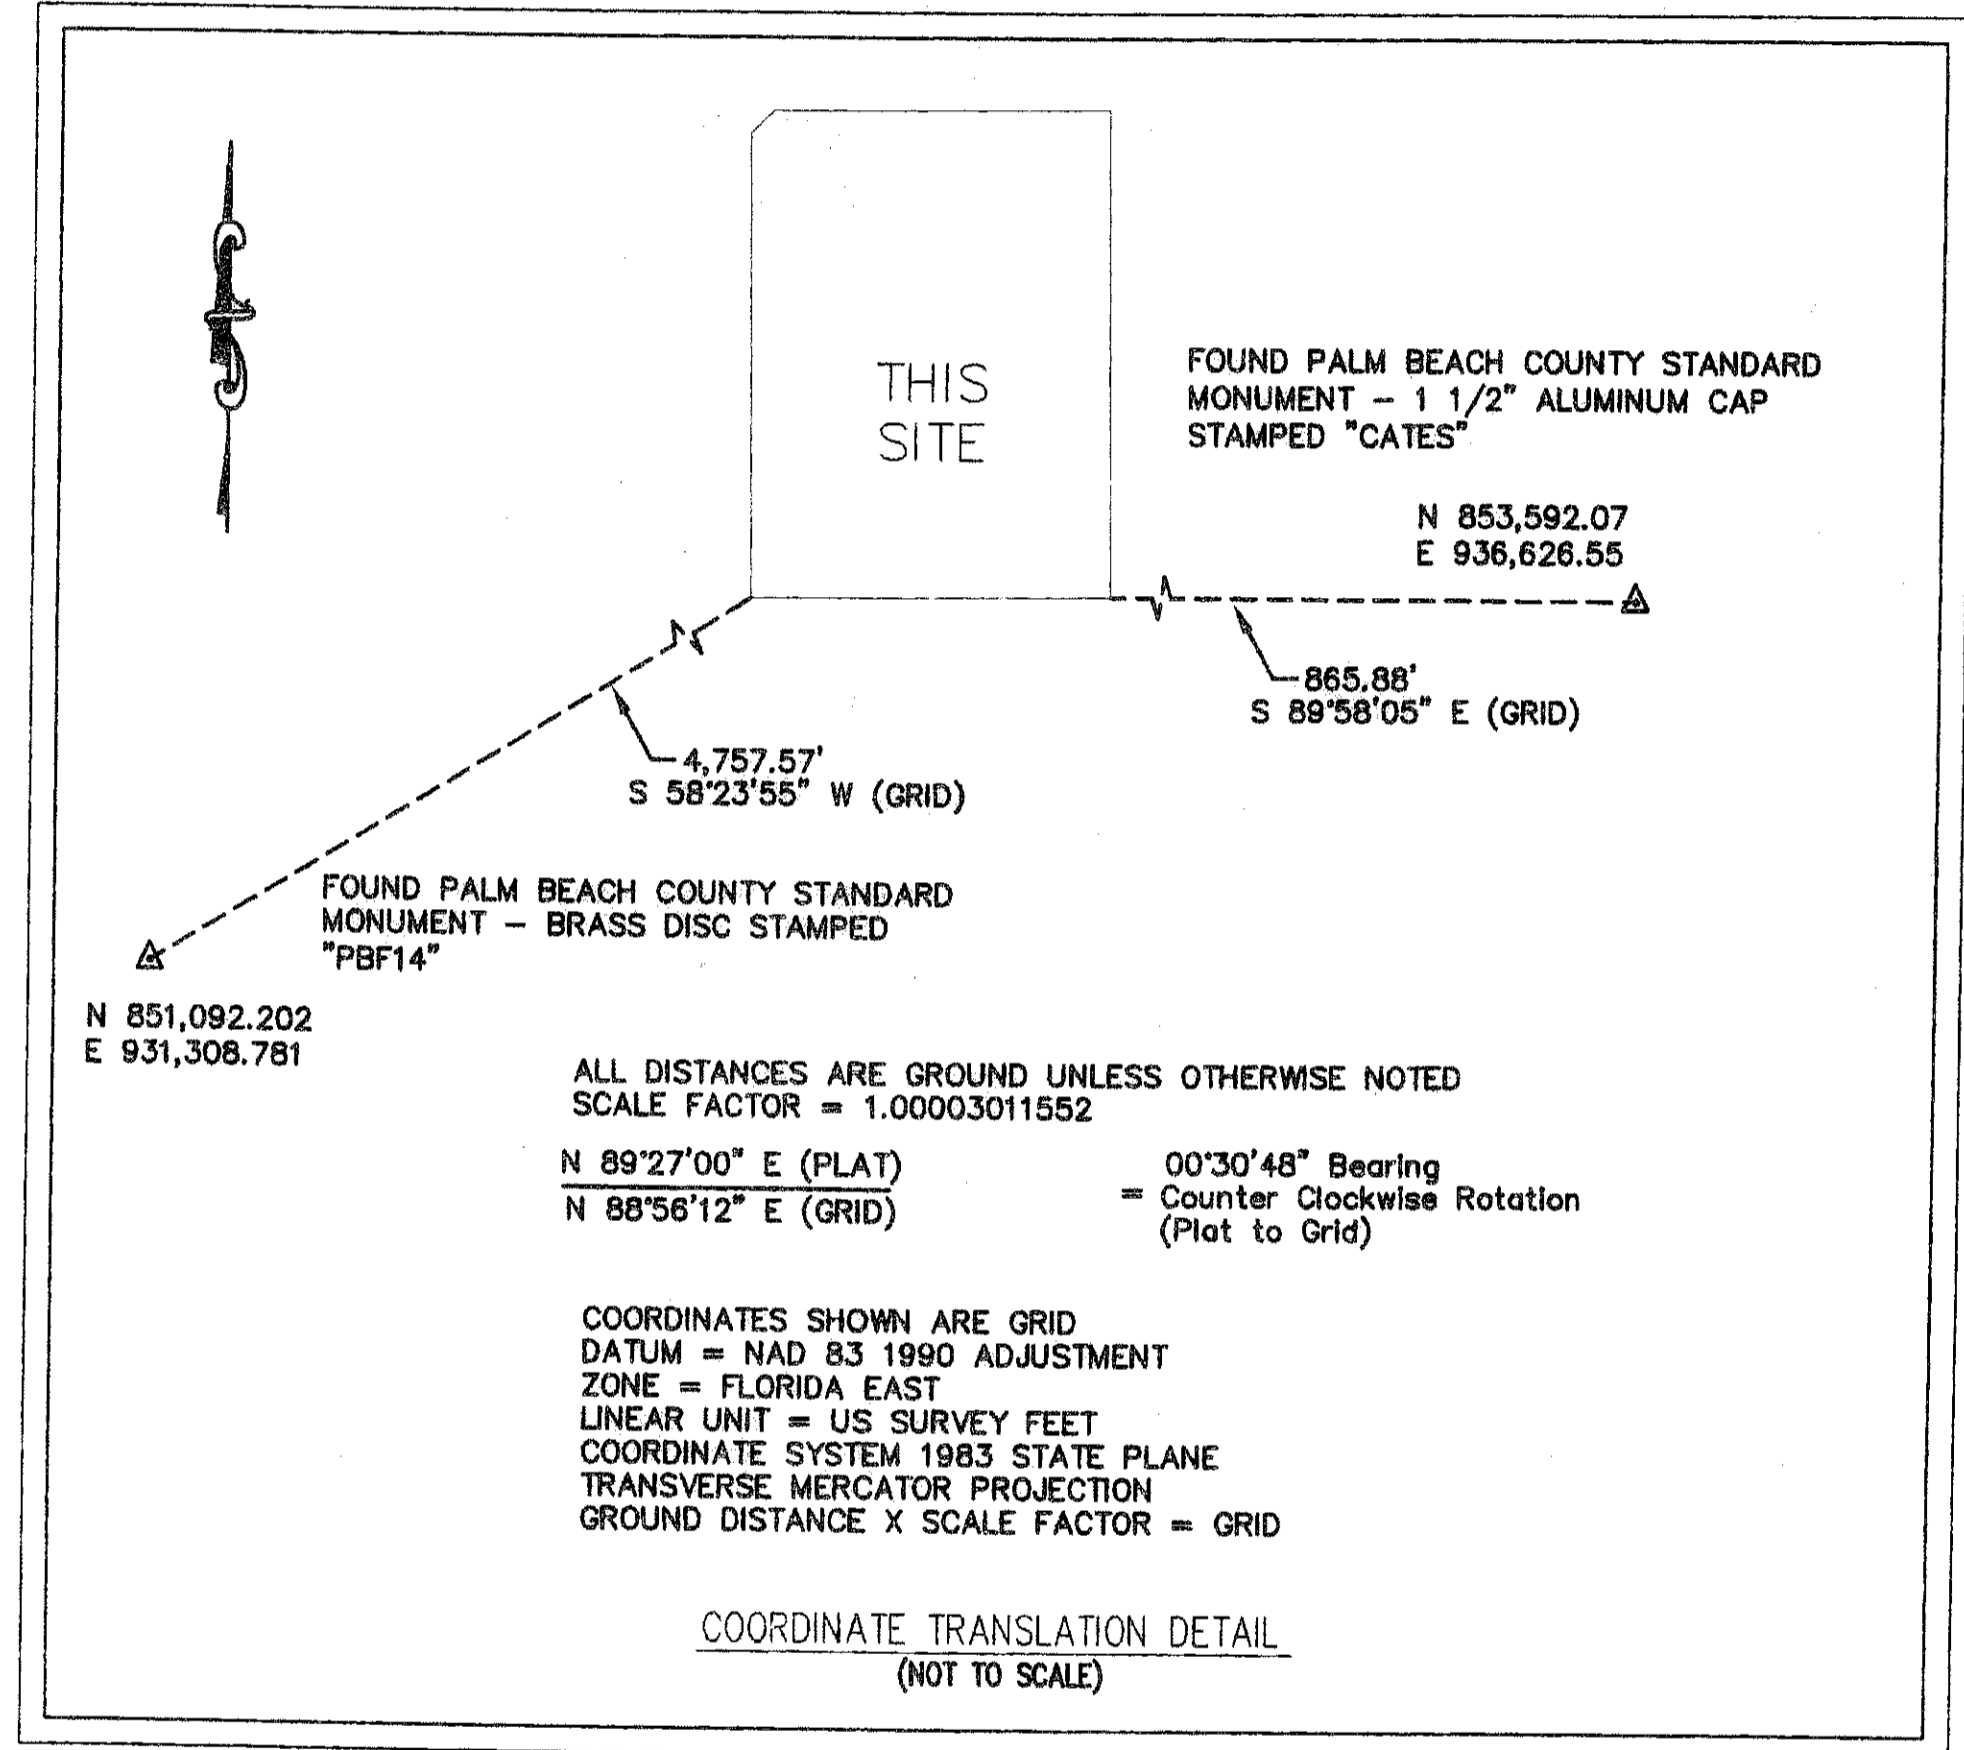 THIS
SITE
FOUND PALM BEACH COUNTY STANDARD
MONUMENT - 1 1/2" ALUMINUM CAP
STAMPED "CATES"
N 853,592.07
E 936,626.55
865.88'
S 89°58'05" E (GRID)
4,757.57'
S 58°23'55" W (GRID)
FOUND PALM BEACH COUNTY STANDARD
MONUMENT - BRASS DISC STAMPED
"PBF14"
N 851,092.202
E 931,308.781
ALL DISTANCES ARE GROUND UNLESS OTHERWISE NOTED
SCALE FACTOR = 1.00003011552
N 89°27'00" E (PLAT)
N 88°56'12" E (GRID)
00°30'48" Bearing
= Counter Clockwise Rotation
(Plat to Grid)
COORDINATES SHOWN ARE GRID
DATUM = NAD 83 1990 ADJUSTMENT
ZONE = FLORIDA EAST
LINEAR UNIT = US SURVEY FEET
COORDINATE SYSTEM 1983 STATE PLANE
TRANSVERSE MERCATOR PROJECTION
GROUND DISTANCE X SCALE FACTOR = GRID
COORDINATE TRANSLATION DETAIL
(NOT TO SCALE)